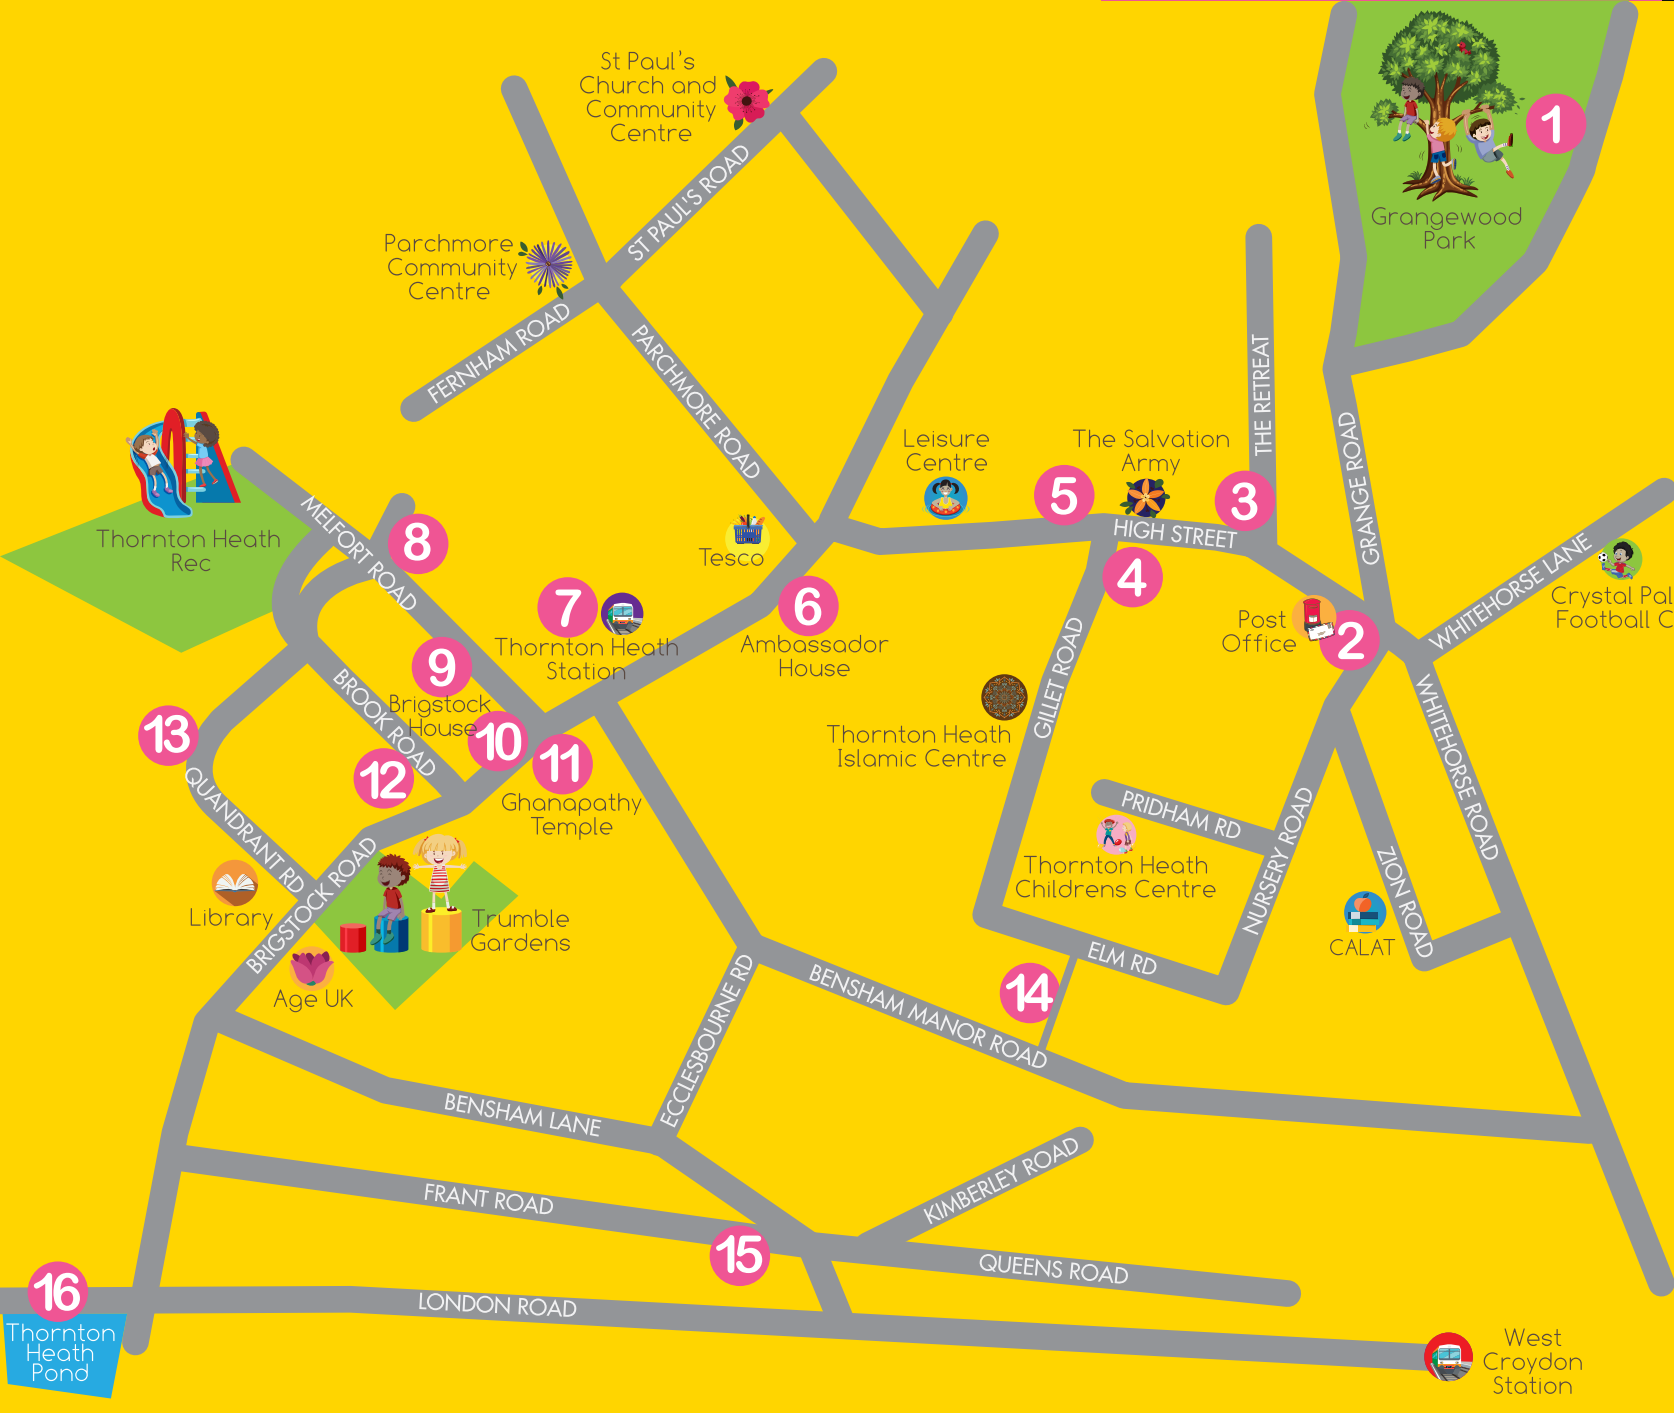 St Paul's
Church and
Community
Centre
1
Grangewood
Park
ST PAUL'S ROAD
Parchmore
Community
Centre
FERNHAM ROAD
PARCHMORE ROAD
THE RETREAT
GRANGE ROAD
Leisure
Centre
The Salvation
Army
5
3
HIGH STREET
Thornton Heath
Rec
MELFORT ROAD
8
Tesco
4
WHITEHORSE LANE
Crystal Pal
Football C
7
Thornton Heath
Station
6
Ambassador
House
Post
Office
2
GILLET ROAD
9
Brigstock
House
BROOK ROAD
10
11
Ghanapathy
Temple
12
13
QUANDRANT RD
Thornton Heath
Islamic Centre
WHITEHORSE ROAD
PRIDHAM RD
Thornton Heath
Childrens Centre
NURSERY ROAD
ZION ROAD
CALAT
Library
BRIGSTOCK ROAD
Trumble
Gardens
Age UK
ELM RD
14
BENSHAM MANOR ROAD
ECCLESBOURNE RD
BENSHAM LANE
KIMBERLEY ROAD
FRANT ROAD
15
QUEENS ROAD
16
LONDON ROAD
Thornton
Heath
Pond
West
Croydon
Station